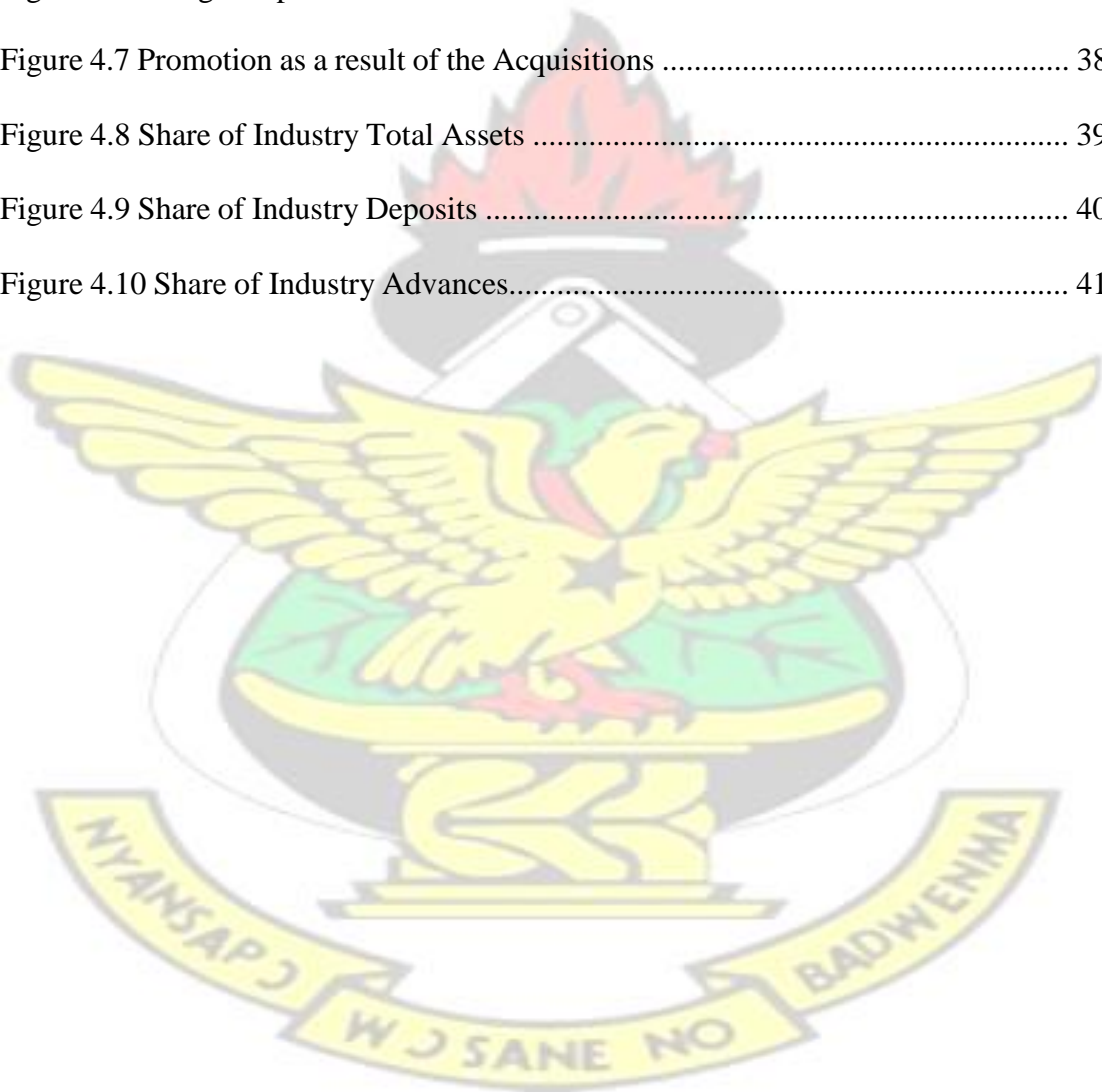 Figure 4.7 Promotion as a result of the Acquisitions ............................................... 38
Figure 4.8 Share of Industry Total Assets .............................................................. 39
Figure 4.9 Share of Industry Deposits .................................................................... 40
Figure 4.10 Share of Industry Advances................................................................. 41
NYANSAPƆ
WƆ SANE NO
BADWENMA